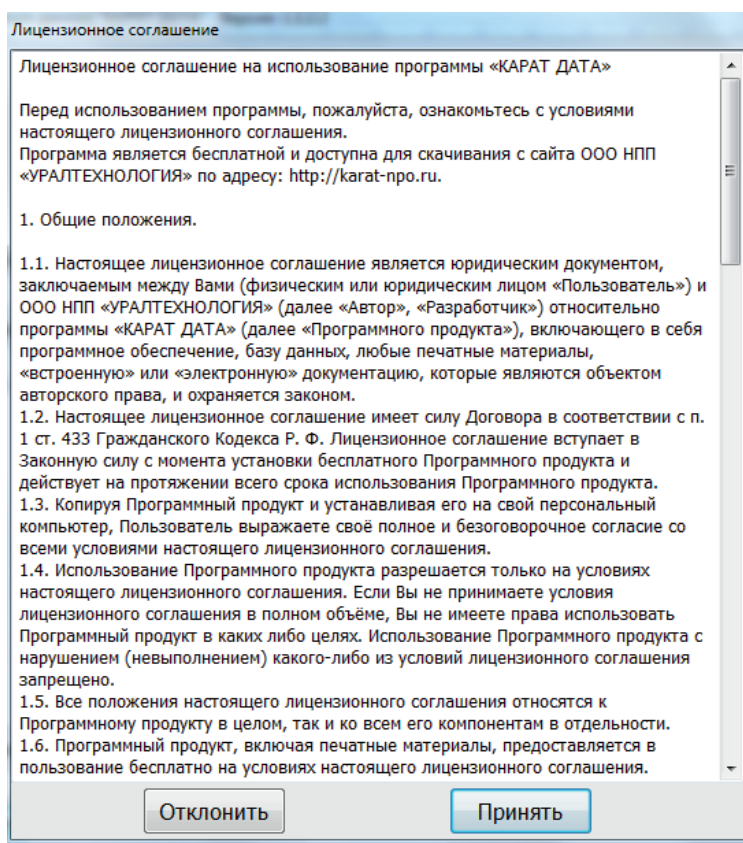 Лицензионное соглашение
Лицензионное соглашение на использование программы «КАРАТ ДАТА»
Перед использованием программы, пожалуйста, ознакомьтесь с условиями
настоящего лицензионного соглашения.
Программа является бесплатной и доступна для скачивания с сайта ООО НПП
«УРАЛТЕХНОЛОГИЯ» по адресу: http://karat-npo.ru.
1. Общие положения.
1.1. Настоящее лицензионное соглашение является юридическим документом,
заключаемым между Вами (физическим или юридическим лицом «Пользователь») и
ООО НПП «УРАЛТЕХНОЛОГИЯ» (далее «Автор», «Разработчик») относительно
программы «КАРАТ ДАТА» (далее «Программного продукта»), включающего в себя
программное обеспечение, базу данных, любые печатные материалы,
«встроенную» или «электронную» документацию, которые являются объектом
авторского права, и охраняется законом.
1.2. Настоящее лицензионное соглашение имеет силу Договора в соответствии с п.
1 ст. 433 Гражданского Кодекса Р. Ф. Лицензионное соглашение вступает в
Законную силу с момента установки бесплатного Программного продукта и
действует на протяжении всего срока использования Программного продукта.
1.3. Копируя Программный продукт и устанавливая его на свой персональный
компьютер, Пользователь выражаете своё полное и безоговорочное согласие со
всеми условиями настоящего лицензионного соглашения.
1.4. Использование Программного продукта разрешается только на условиях
настоящего лицензионного соглашения. Если Вы не принимаете условия
лицензионного соглашения в полном объёме, Вы не имеете права использовать
Программный продукт в каких либо целях. Использование Программного продукта с
нарушением (невыполнением) какого-либо из условий лицензионного соглашения
запрещено.
1.5. Все положения настоящего лицензионного соглашения относятся к
Программному продукту в целом, так и ко всем его компонентам в отдельности.
1.6. Программный продукт, включая печатные материалы, предоставляется в
пользование бесплатно на условиях настоящего лицензионного соглашения.
Отклонить
Принять